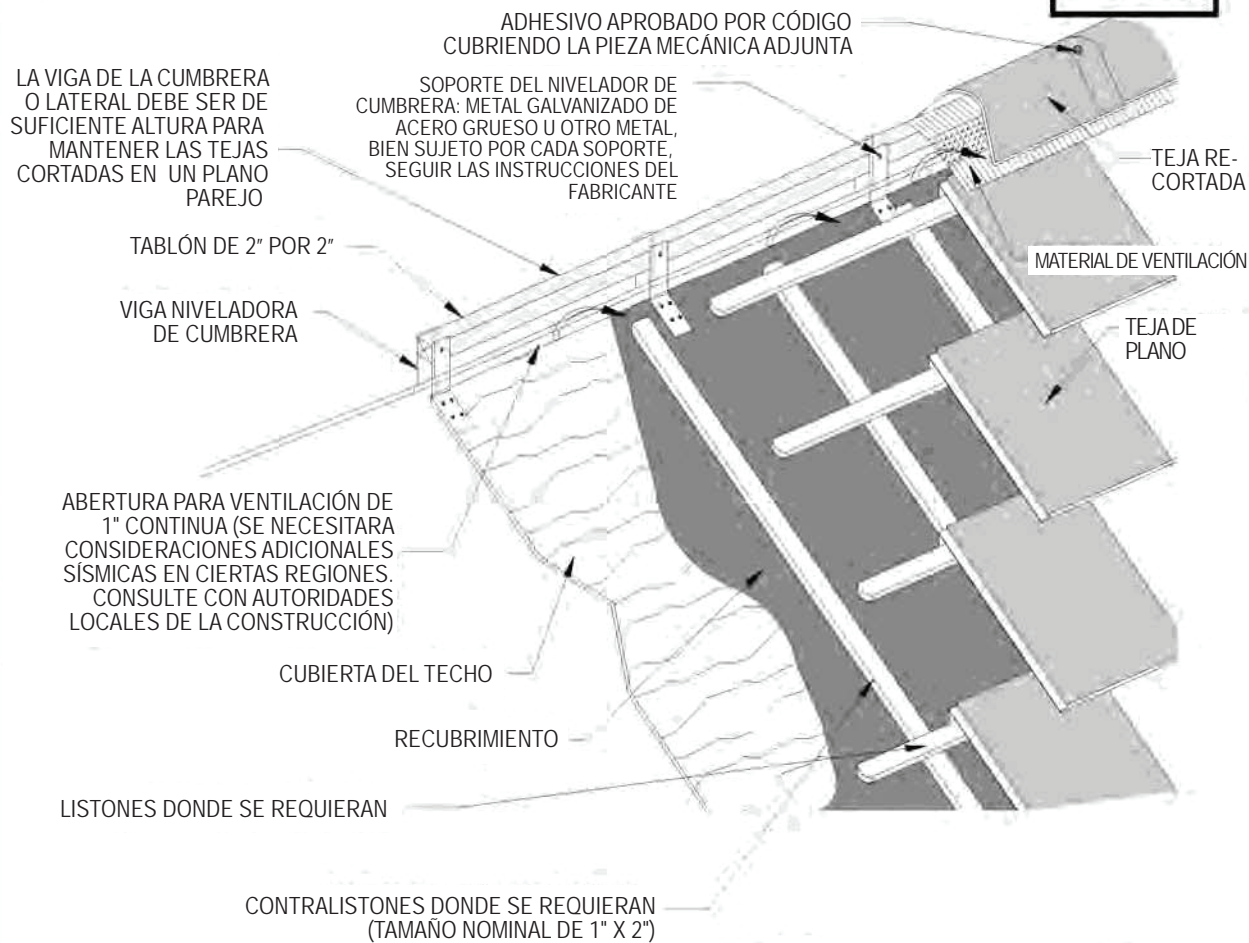 ADHESIVO APROBADO POR CÓDIGO
CUBRIENDO LA PIEZA MECÁNICA ADJUNTA
LA VIGA DE LA CUMBRERA
O LATERAL DEBE SER DE
SUFICIENTE ALTURA PARA
MANTENER LAS TEJAS
CORTADAS EN UN PLANO
PAREJO
SOPORTE DEL NIVELADOR DE
CUMBRERA: METAL GALVANIZADO DE
ACERO GRUESO U OTRO METAL,
BIEN SUJETO POR CADA SOPORTE,
SEGUIR LAS INSTRUCCIONES DEL
FABRICANTE
TEJA RE-
CORTADA
TABLÓN DE 2" POR 2"
MATERIAL DE VENTILACIÓN
VIGA NIVELADORA
DE CUMBRERA
TEJA DE
PLANO
ABERTURA PARA VENTILACIÓN DE
1" CONTINUA (SE NECESITARA
CONSIDERACIONES ADICIONALES
SÍSMICAS EN CIERTAS REGIONES.
CONSULTE CON AUTORIDADES
LOCALES DE LA CONSTRUCCIÓN)
CUBIERTA DEL TECHO
RECUBRIMIENTO
LISTONES DONDE SE REQUIERAN
CONTRALISTONES DONDE SE REQUIERAN
(TAMAÑO NOMINAL DE 1" X 2")